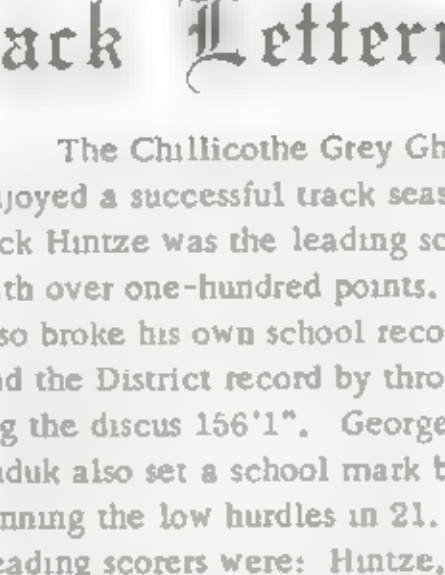 ack Letter
The Chillicothe Grey Gh
joyed a successful track seas
ck Hintze was the leading sc
ith over one-hundred points.
so broke his own school reco
nd the District record by thro
g the discus 156'1".  George
nduk also set a school mark b
nning the low hurdles in 21.
eading scorers were:  Hintze,